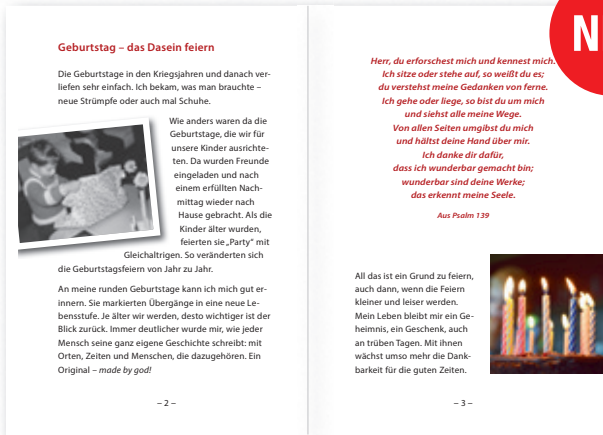 Geburtstag – das Dasein feiern
Die Geburtstage in den Kriegsjahren und danach ver-
liefen sehr einfach. Ich bekam, was man brauchte –
neue Strümpfe oder auch mal Schuhe.
Wie anders waren da die
Geburtstage, die wir für
unsere Kinder ausrichte-
ten. Da wurden Freunde
eingeladen und nach
einem erfüllten Nach-
mittag wieder nach
Hause gebracht. Als die
Kinder älter wurden,
feierten sie „Party“ mit
Gleichaltrigen. So veränderten sich
die Geburtstagsfeiern von Jahr zu Jahr.
An meine runden Geburtstage kann ich mich gut er-
innern. Sie markierten Übergänge in eine neue Le-
bensstufe. Je älter wir werden, desto wichtiger ist der
Blick zurück. Immer deutlicher wurde mir, wie jeder
Mensch seine ganz eigene Geschichte schreibt: mit
Orten, Zeiten und Menschen, die dazugehören. Ein
Original – made by god!
– 2 –
N
Herr, du erforschest mich und kennest mich.
Ich sitze oder stehe auf, so weißt du es;
du verstehst meine Gedanken von ferne.
Ich gehe oder liege, so bist du um mich
und siehst alle meine Wege.
Von allen Seiten umgibst du mich
und hältst deine Hand über mir.
Ich danke dir dafür,
dass ich wunderbar gemacht bin;
wunderbar sind deine Werke;
das erkennt meine Seele.
Aus Psalm 139
All das ist ein Grund zu feiern,
auch dann, wenn die Feiern
kleiner und leiser werden.
Mein Leben bleibt mir ein Ge-
heimnis, ein Geschenk, auch
an trüben Tagen. Mit ihnen
wächst umso mehr die Dank-
barkeit für die guten Zeiten.
– 3 –